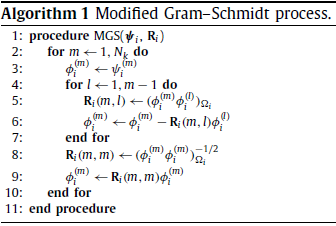 Algorithm 1 Modified Gram–Schmidt process.
1: procedure MGS(ψ_i, R_i)
2: for m ← 1, N_k do
3: ϕ_i^(m) ← ψ_i^(m)
4: for l ← 1, m − 1 do
5: R_i(m, l) ← (ϕ_i^(m) ϕ_i^(l))_Ω_i
6: ϕ_i^(m) ← ϕ_i^(m) − R_i(m, l)ϕ_i^(l)
7: end for
8: R_i(m, m) ← (ϕ_i^(m) ϕ_i^(m))_Ω_i^−1/2
9: ϕ_i^(m) ← R_i(m, m)ϕ_i^(m)
10: end for
11: end procedure